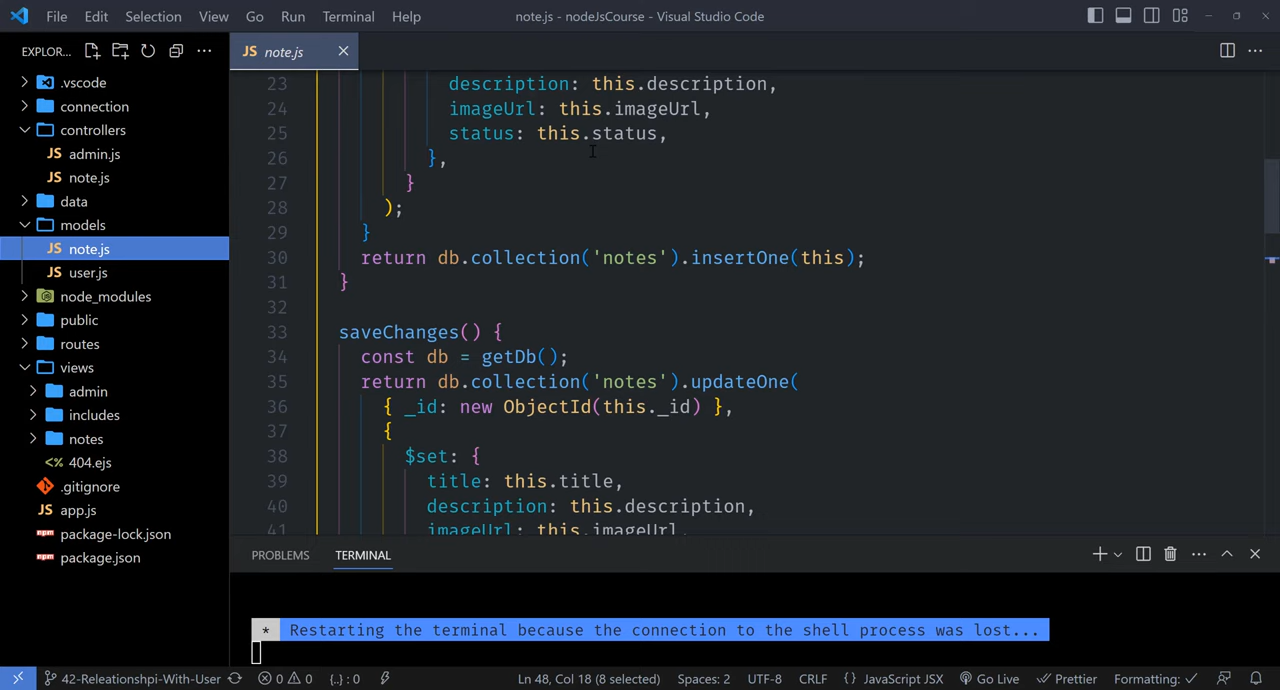 File Edit Selection View Go Run Terminal Help note.js - nodeJsCourse - Visual Studio Code
EXPLOR... JS note.js
.vscode
connection
controllers
JS admin.js
JS note.js
data
models
JS note.js
JS user.js
node_modules
public
routes
views
admin
includes
notes
<% 404.ejs
.gitignore
JS app.js
package-lock.json
package.json
23 description: this.description,
24 imageUrl: this.imageUrl,
25 status: this.status,
26 },
27 }
28 );
29 }
30 return db.collection('notes').insertOne(this);
31 }
32
33 saveChanges() {
34 const db = getDb();
35 return db.collection('notes').updateOne(
36 { _id: new ObjectId(this._id) },
37 {
38 $set: {
39 title: this.title,
40 description: this.description,
41 imageUrl: this.imageUrl,
PROBLEMS TERMINAL
* Restarting the terminal because the connection to the shell process was lost...
42-Releationshpi-With-User 0 0 {..} : 0 Ln 48, Col 18 (8 selected) Spaces: 2 UTF-8 CRLF {} JavaScript JSX Go Live Prettier Formatting: